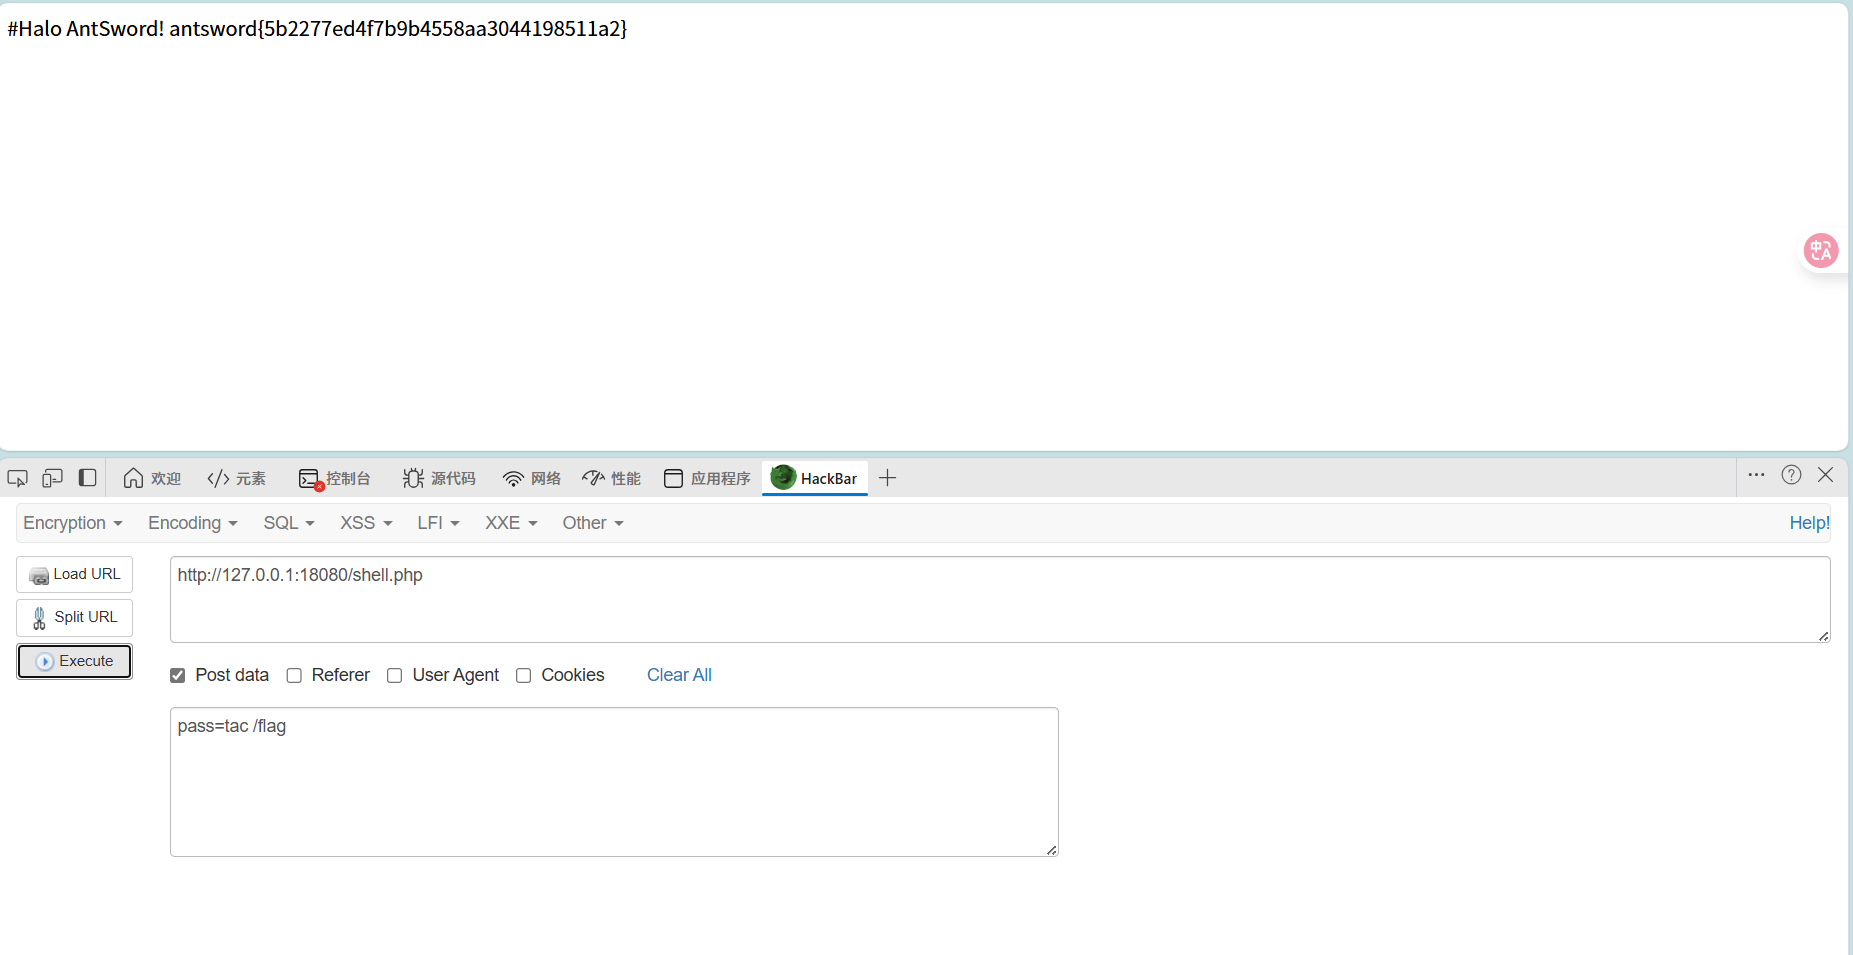 #Halo AntSword! antsword{5b2277ed4f7b9b4558aa3044198511a2}
中A
欢迎 元素 控制台 源代码 网络 性能 应用程序 HackBar
Encryption Encoding SQL XSS LFI XXE Other Help!
Load URL http://127.0.0.1:18080/shell.php
Split URL
Execute
Post data Referer User Agent Cookies Clear All
pass=tac /flag